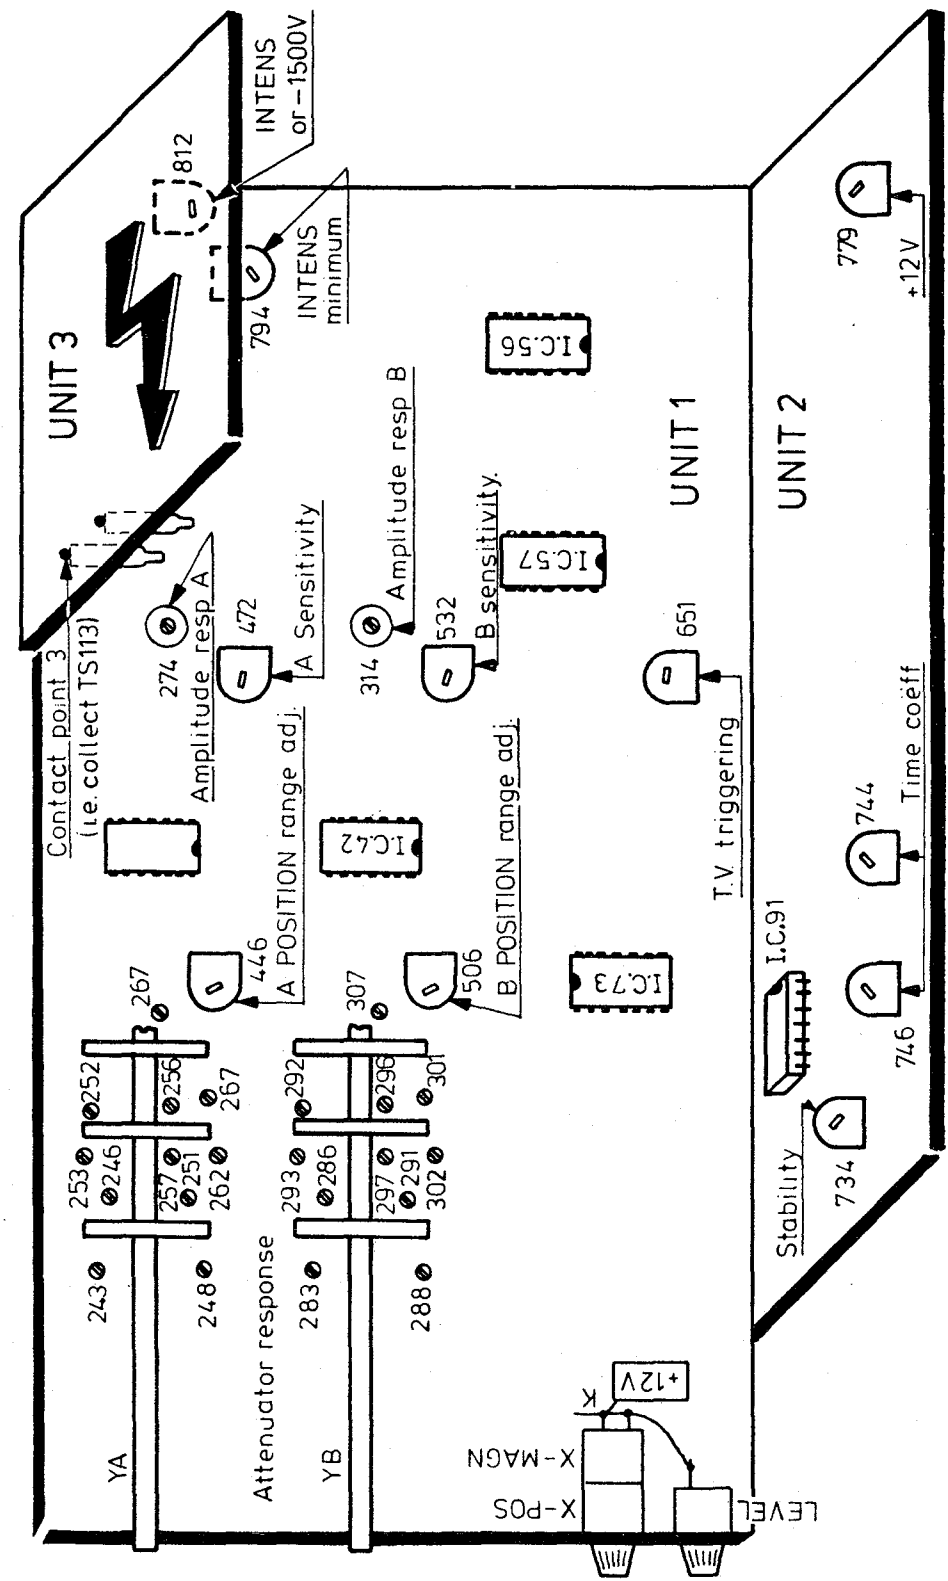 UNIT 3
812
INTENS
or -1500V
794
INTENS
minimum
Contact point 3
(i.e. collect TS113)
274
Amplitude resp A
472
A Sensitivity
314
Amplitude resp B
532
B sensitivity.
I.C.56
I.C.57
UNIT 1
UNIT 2
779
+12V
651
T.V. triggering
I.C.42
446
A POSITION range adj.
506
B POSITION range adj.
I.C.73
I.C.91
744
746
Time coëff
Stability
734
267
252
256
267
253
246
257
251
262
243
248
YA
Attenuator response
307
292
296
301
293
286
297
291
302
283
288
YB
K
+12V
X-MAGN
X-POS
LEVEL